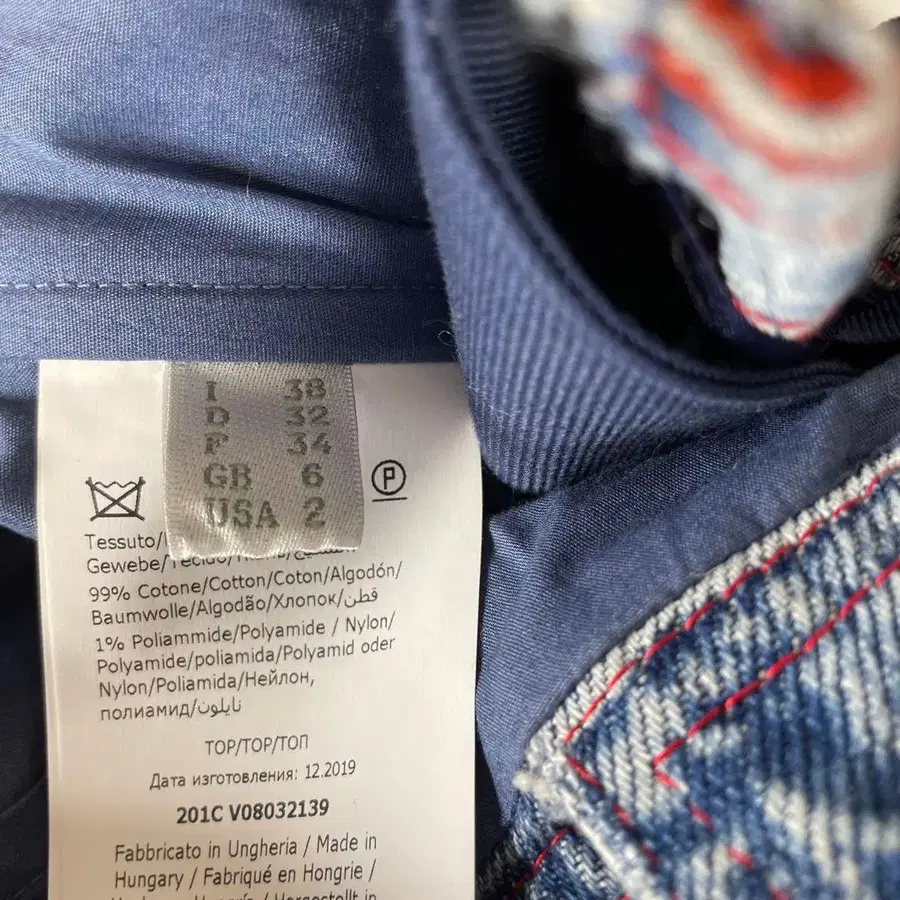 I 38
D 32
F 34
GB 6
USA 2
P
Tessuto/
Gewebe/Tecido/
99% Cotone/Cotton/Coton/Algodón/
Baumwolle/Algodão/Хлопок/قطن
1% Poliammide/Polyamide / Nylon/
Polyamide/poliamida/Polyamid oder
Nylon/Poliamida/Нейлон,
полиамид/نايلون
TOP/TOP/ТОП
Дата изготовления: 12.2019
201C V08032139
Fabbricato in Ungheria / Made in
Hungary / Fabriqué en Hongrie /